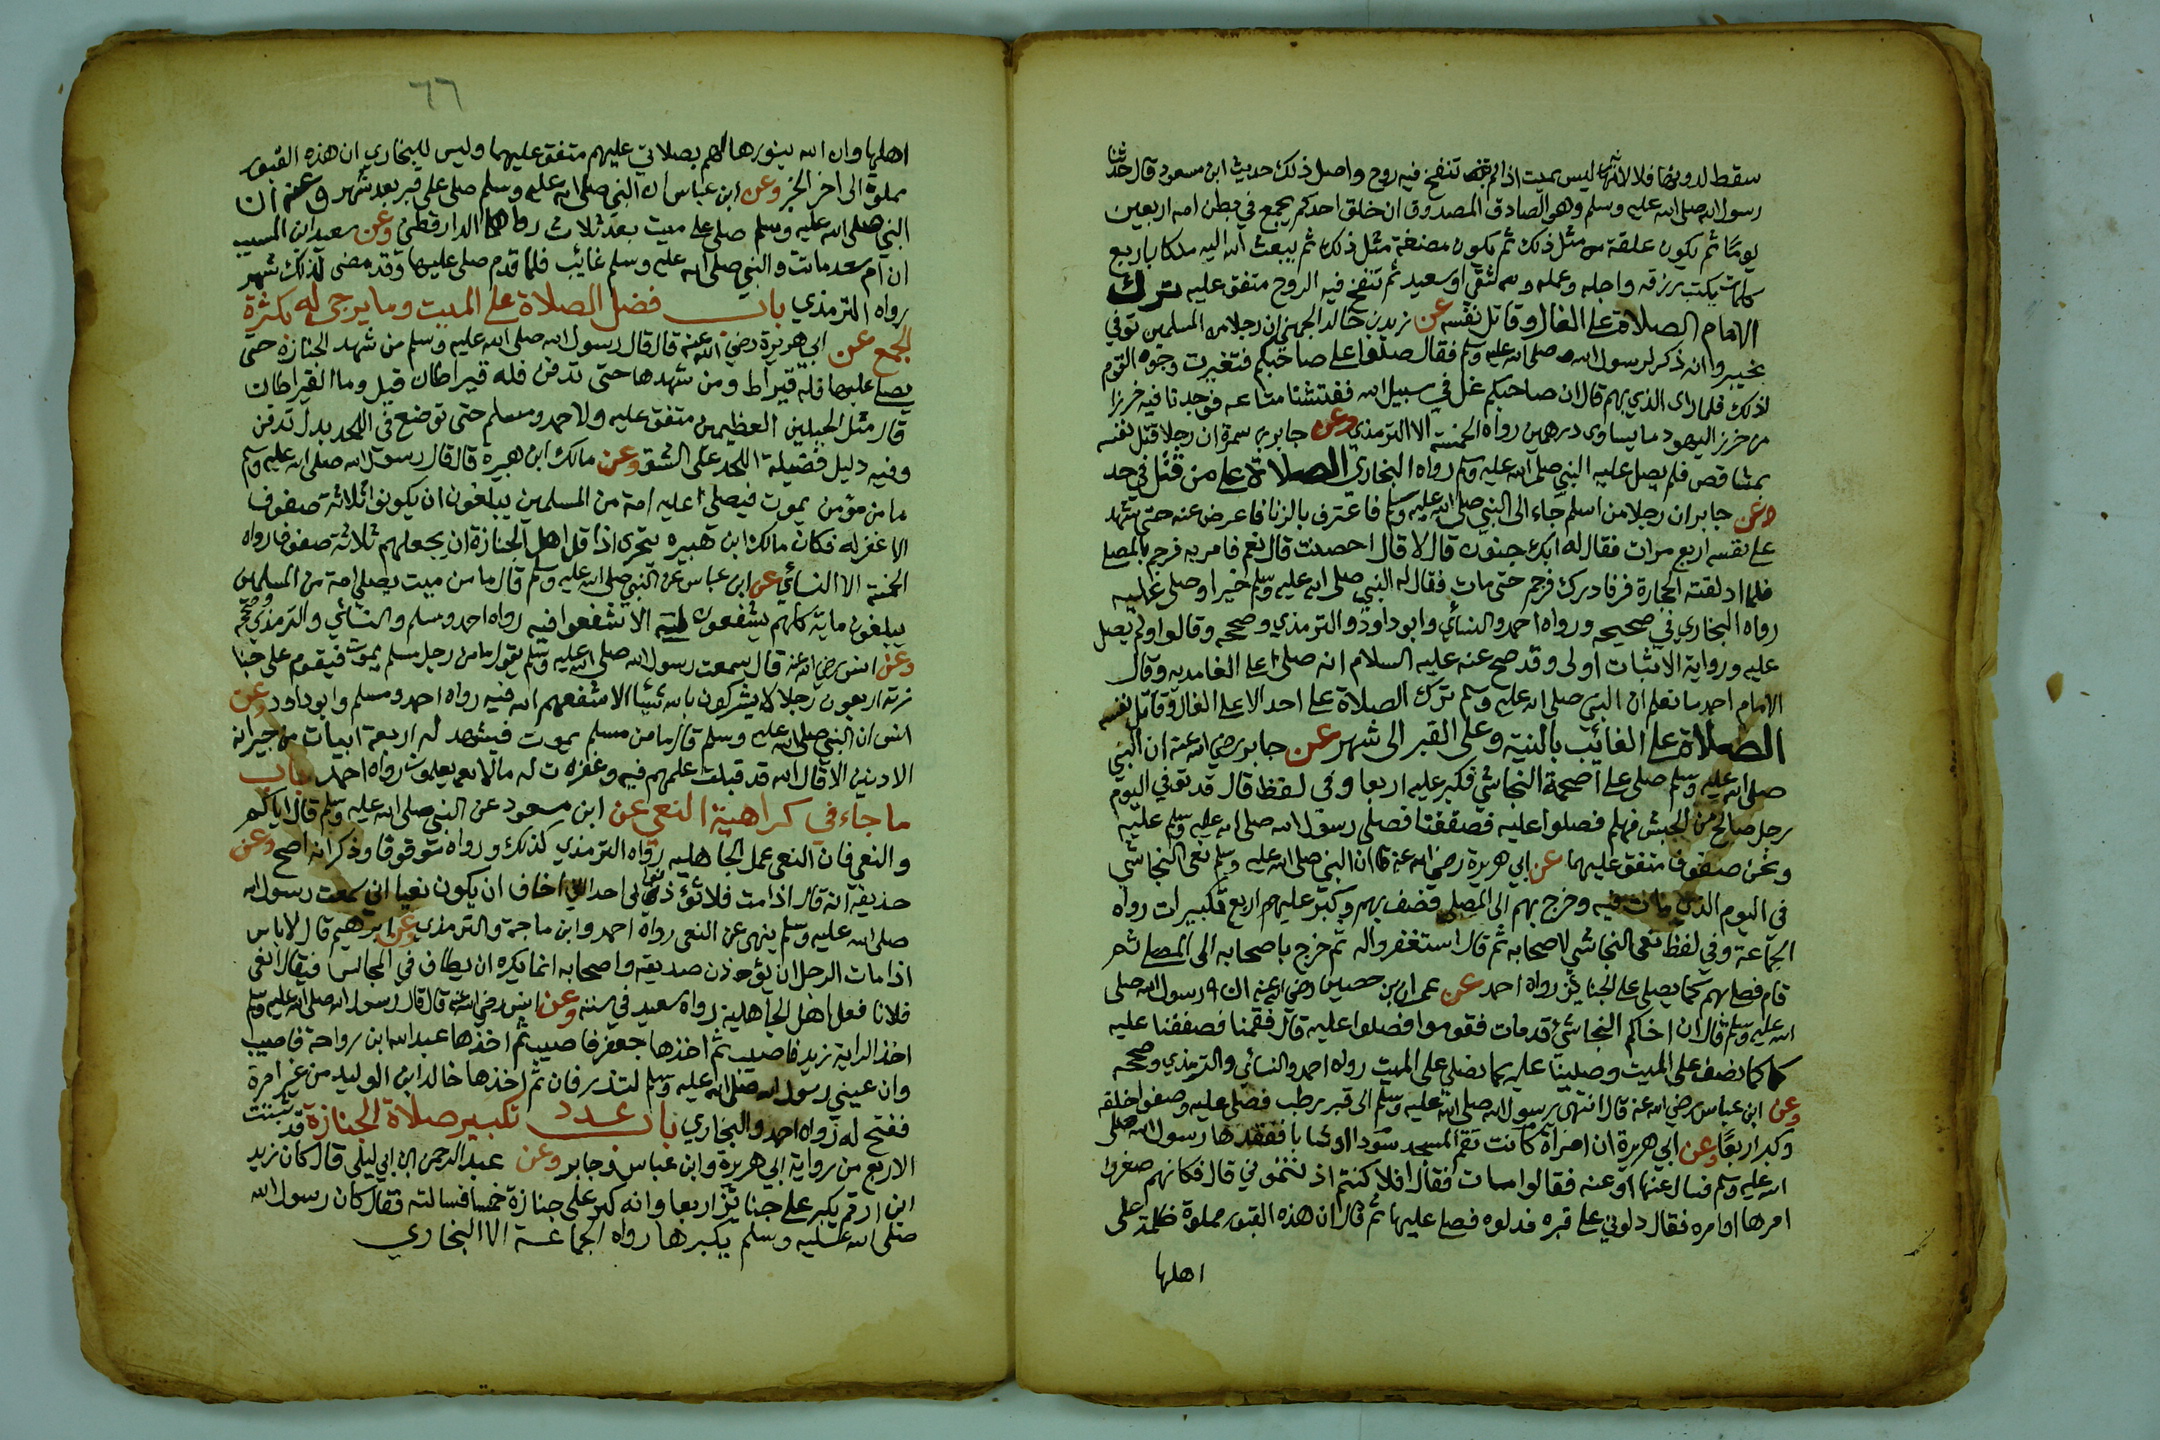 سقط لدونها فلا لانه ليس بميت اذ لم تنفخ فيه روح واصل ذلك حديث ابن مسعود قال حدثنا
رسول الله صلى الله عليه وسلم وهو الصادق المصدوق ان خلق احدكم يجمع في بطن امه اربعين
يومًا ثم يكون علقة مثل ذلك ثم يكون مضغة مثل ذلك ثم يبعث الله اليه ملكا باربع
كلمات يكتب رزقه واجله وعمله وشقي او سعيد ثم تنفخ فيه الروح متفق عليه ترك
الامام الصلاة على الغال وقاتل نفسه عن زيد بن خالد الجهني ان رجلا من المسلمين توفي
بخيبر وانه ذكر لرسول الله صلى الله عليه وسلم فقال صلوا على صاحبكم فتغيرت وجوه القوم
لذلك فلما راى الذي بهم قال ان صاحبكم غل في سبيل الله ففتشنا متاعه فوجدنا فيه خرزا
من خرز اليهود ما يساوى درهمين رواه الخمسة الا الترمذي وعن جابر بن سمرة ان رجلا قتل نفسه
بمشاقص فلم يصل عليه النبي صلى الله عليه وسلم رواه البخاري الصلاة على من قتل في حد
وعن جابر ان رجلا من اسلم جاء الى النبي صلى الله عليه وسلم فاعترف بالزنا فاعرض عنه حتى شهد
على نفسه اربع مرات فقال له ابك جنون قال لا قال احصنت قال نعم فامر به فرجم بالمصلى
فلما اذلقته الحجارة فر فادرك فرجم حتى مات فقال له النبي صلى الله عليه وسلم خيرا وصلى عليه
رواه البخاري في صحيحه ورواه احمد والنسائي وابو داود والترمذي وصححه وقالوا ولم يصل
عليه ورواية الاثبات اولى وقد صح عنه عليه السلام انه صلى على الغامدية وقال
الامام احمد ما نعلم ان النبي صلى الله عليه وسلم ترك الصلاة على احد الا على الغال وقاتل نفسه
الصلاة على الغائب بالنية وعلى القبر الى شهر عن جابر رضي الله عنه ان النبي
صلى الله عليه وسلم صلى على اصحمة النجاشي فكبر عليه اربعا وفي لفظ قال قد توفي اليوم
رجل صالح من الحبش فهلم فصلوا عليه فصففنا فصلى رسول الله صلى الله عليه وسلم عليه
ونحن صفوف متفق عليهما عن ابي هريرة رضي الله عنه قال ان النبي صلى الله عليه وسلم نعى النجاشي
في اليوم الذي مات فيه وخرج بهم الى المصلى فصف بهم وكبر عليهم اربع تكبيرات رواه
الجماعة وفي لفظ نعى النجاشي لاصحابه ثم قال استغفروا له ثم خرج باصحابه الى المصلى ثم
قام فصلى بهم كما يصلى على الجنائز رواه احمد عن عمران بن حصين رضي الله عنه ان رسول الله صلى
الله عليه وسلم قال ان اخاكم النجاشي قد مات فقوموا فصلوا عليه قال فقمنا فصففنا عليه
كما نصف على الميت وصلينا عليه كما نصلي على الميت رواه احمد والنسائي والترمذي وصححه
وعن ابن عباس رضي الله عنه قال انتهى رسول الله صلى الله عليه وسلم الى قبر رطب فصلى عليه وصفوا خلفه
وكبر اربعًا وعن ابي هريرة ان امرأة كانت تقم المسجد سودا او شابا ففقدها رسول الله صلى
الله عليه وسلم فسال عنها او عنه فقالوا مات فقال افلا كنتم اذنتموني قال فكانهم صغروا
امرها او امره فقال دلوني على قبره فدلوه فصلى عليها ثم قال ان هذه القبور مملوة ظلمة على
اهلها
٦٦
اهلها وان الله ينورها لهم بصلاتي عليهم متفق عليهما وليس للبخاري ان هذه القبور
مملوة الى اخر الخبر وعن ابن عباس ان النبي صلى الله عليه وسلم صلى على قبر بعد شهر وعنه ان
النبي صلى الله عليه وسلم صلى على ميت بعد ثلاث رواهما الدارقطني وعن سعيد ابن المسيب
ان ام سعد ماتت والنبي صلى الله عليه وسلم غائب فلما قدم صلى عليها وقد مضى لذلك شهر
رواه الترمذي باب فضل الصلاة على الميت وما يرجى له بكثرة
الجمع عن ابي هريرة رضي الله عنه قال قال رسول الله صلى الله عليه وسلم من شهد الجنازة حتى
يصلى عليها فله قيراط ومن شهدها حتى تدفن فله قيراطان قيل وما القيراطان
قال مثل الجبلين العظيمين متفق عليه ولاحمد ومسلم حتى توضع في اللحد بدل تدفن
وفيه دليل فضيلة اللحد على الشق وعن مالك ابن هبيرة قال قال رسول الله صلى الله عليه وسلم
ما من مؤمن يموت فيصلى عليه امة من المسلمين يبلغون ان يكونوا ثلاثة صفوف
الا غفر له فكان مالك ابن هبيرة يتحرى اذا قل اهل الجنازة ان يجعلهم ثلاثة صفوف رواه
الخمسة الا النسائي عن ابن عباس عن النبي صلى الله عليه وسلم قال ما من ميت يصلي امة من المسلمين
يبلغون ماية كلهم يشفعون له الا شفعوا فيه رواه احمد ومسلم والنسائي والترمذي وصححه
وعن انس رضي الله عنه قال سمعت رسول الله صلى الله عليه وسلم يقول ما من رجل مسلم يموت فيقوم على جنا
زته اربعون رجلا لا يشركون بالله شيئا الا شفعهم الله فيه رواه احمد ومسلم وابو داود وعن
انس ان النبي صلى الله عليه وسلم قال ما من مسلم يموت فيشهد له اربعة ابيات من جيرانه
الادنين الا قال الله قد قبلت علمهم فيه وغفرت له مالا يعلمون رواه احمد باب
ما جاء في كراهية النعي عن ابن مسعود عن النبي صلى الله عليه وسلم قال اياكم
والنعي فان النعي عمل الجاهلية رواه الترمذي كذلك ورواه موقوفا وذكر انه اصح وعن
حذيفة انه قال اذا مت فلا تؤذنوا بي احدا اني اخاف ان يكون نعيا اني سمعت رسول الله
صلى الله عليه وسلم ينهى عن النعي رواه احمد وابن ماجة والترمذي وعن ابرهيم قال لا باس
اذا مات الرجل ان يؤذن صديقه واصحابه انما يكره ان يطاف في المجالس فيقال انعي
فلانا فعل اهل الجاهلية رواه سعيد في سننه وعن انس رضي الله عنه قال قال رسول الله صلى الله عليه وسلم
اخذ الراية زيد فاصيب ثم اخذها جعفر فاصيب ثم اخذها عبد الله ابن رواحة فاصيب
وان عيني رسول الله صلى الله عليه وسلم لتذرفان ثم اخذها خالد ابن الوليد من غير امرة
ففتح له رواه احمد والبخاري باب عدد تكبير صلاة الجنازة قد ثبتت
الاربع من رواية ابي هريرة وابن عباس وجابر وعن عبد الرحمن ابن ابي ليلى قال كان زيد
ابن ارقم يكبر على جنائز اربعا وانه كبر على جنازة خمسا فسالته فقال كان رسول الله
صلى الله عليه وسلم يكبرها رواه الجماعة الا البخاري